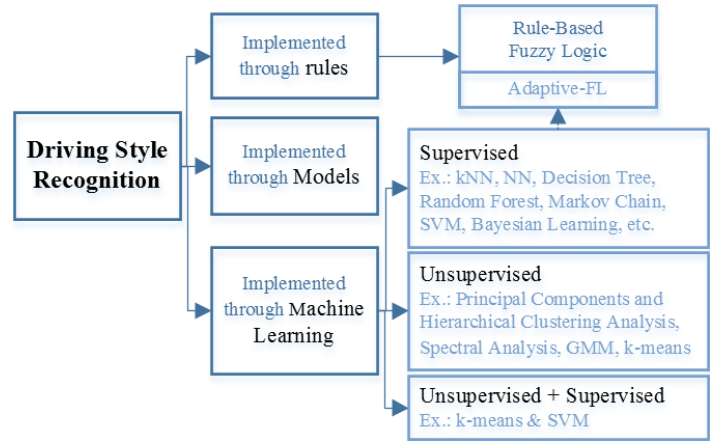 Driving Style
Recognition
Implemented
through rules
Rule-Based
Fuzzy Logic
Adaptive-FL
Implemented
through Models
Implemented
through Machine
Learning
Supervised
Ex.: kNN, NN, Decision Tree,
Random Forest, Markov Chain,
SVM, Bayesian Learning, etc.
Unsupervised
Ex.: Principal Components and
Hierarchical Clustering Analysis,
Spectral Analysis, GMM, k-means
Unsupervised + Supervised
Ex.: k-means & SVM